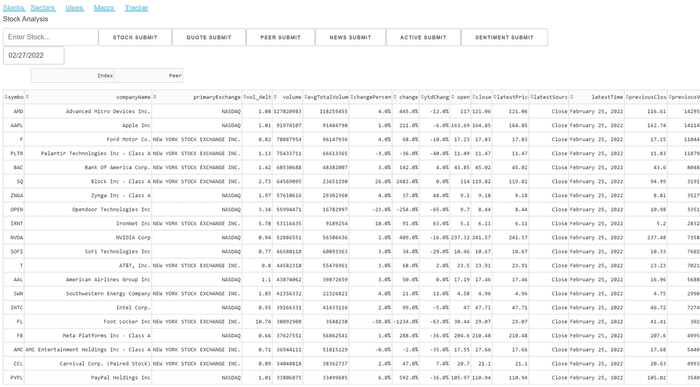 Stocks Sectors Ideas Macro Tracker
Stock Analysis
Enter Stock... STOCK SUBMIT QUOTE SUBMIT PEER SUBMIT NEWS SUBMIT ACTIVE SUBMIT SENTIMENT SUBMIT
02/27/2022
Index Peer
symbo companyName primaryExchange vol_delt volume avgTotalVolum changePercen change ytdChang open close latestPric latestSourc latestTime previousClos previousV
AMD Advanced Micro Devices Inc. NASDAQ 1.08 127820983 118255455 4.0% 445.0% -12.0% 117 121.06 121.06 Close February 25, 2022 116.61 14295
AAPL Apple Inc NASDAQ 1.01 91974107 91484798 1.0% 211.0% -6.0% 163.69 164.85 164.85 Close February 25, 2022 162.74 14114
F Ford Motor Co. NEW YORK STOCK EXCHANGE INC. 0.82 78887954 96147936 4.0% 68.0% -10.0% 17.23 17.83 17.83 Close February 25, 2022 17.15 11044
PLTR Palantir Technologies Inc - Class A NEW YORK STOCK EXCHANGE INC. 1.13 75433711 66613365 -3.0% -36.0% -40.0% 11.49 11.47 11.47 Close February 25, 2022 11.83 11879
BAC Bank Of America Corp. NEW YORK STOCK EXCHANGE INC. 1.42 68530688 48382007 3.0% 142.0% 4.0% 43.85 45.02 45.02 Close February 25, 2022 43.6 8048
SQ Block Inc - Class A NEW YORK STOCK EXCHANGE INC. 2.73 64569095 23651290 26.0% 2483.0% 0.0% 114 119.82 119.82 Close February 25, 2022 94.99 3191
ZNGA Zynga Inc - Class A NASDAQ 1.97 57610616 29302360 4.0% 37.0% 48.0% 9.1 9.18 9.18 Close February 25, 2022 8.81 3527
OPEN Opendoor Technologies Inc NASDAQ 3.34 55994471 16782997 -23.0% -254.0% -65.0% 9.7 8.44 8.44 Close February 25, 2022 10.98 3351
IRNT IronNet Inc NEW YORK STOCK EXCHANGE INC. 5.78 53116435 9189254 18.0% 91.0% 63.0% 5.1 6.11 6.11 Close February 25, 2022 5.2 2832
NVDA NVIDIA Corp NASDAQ 0.94 52886551 56386436 2.0% 409.0% -16.0% 237.32 241.57 241.57 Close February 25, 2022 237.48 7358
SOFI SoFi Technologies Inc NASDAQ 0.77 46588118 60893363 3.0% 34.0% -29.0% 10.46 10.67 10.67 Close February 25, 2022 10.33 7602
T AT&T, Inc. NEW YORK STOCK EXCHANGE INC. 0.8 44582310 55476961 3.0% 68.0% 2.0% 23.5 23.91 23.91 Close February 25, 2022 23.23 7021
AAL American Airlines Group Inc NASDAQ 1.1 43874062 39872659 3.0% 50.0% 0.0% 17.19 17.46 17.46 Close February 25, 2022 16.96 5688
SWN Southwestern Energy Company NEW YORK STOCK EXCHANGE INC. 1.85 41356332 22326821 4.0% 21.0% 11.0% 4.58 4.96 4.96 Close February 25, 2022 4.75 2990
INTC Intel Corp. NASDAQ 0.95 39266331 41433116 2.0% 99.0% -5.0% 47 47.71 47.71 Close February 25, 2022 46.72 7274
FL Foot Locker Inc NEW YORK STOCK EXCHANGE INC. 10.74 38092908 3548238 -30.0% -1234.0% -63.0% 30.44 29.07 29.07 Close February 25, 2022 41.41 302
FB Meta Platforms Inc - Class A NASDAQ 0.66 37627551 56862541 1.0% 288.0% -36.0% 204.6 210.48 210.48 Close February 25, 2022 207.6 4995
AMC AMC Entertainment Holdings Inc - Class A NEW YORK STOCK EXCHANGE INC. 0.71 36944111 51815229 -0.0% -2.0% -35.0% 17.55 17.66 17.66 Close February 25, 2022 17.68 5440
CCL Carnival Corp. (Paired Stock) NEW YORK STOCK EXCHANGE INC. 0.89 34048018 38362737 2.0% 47.0% 7.0% 20.7 21.1 21.1 Close February 25, 2022 20.63 4993
PYPL PayPal Holdings Inc NASDAQ 1.01 33806875 33499685 6.0% 592.0% -36.0% 105.97 110.94 110.94 Close February 25, 2022 105.02 3540